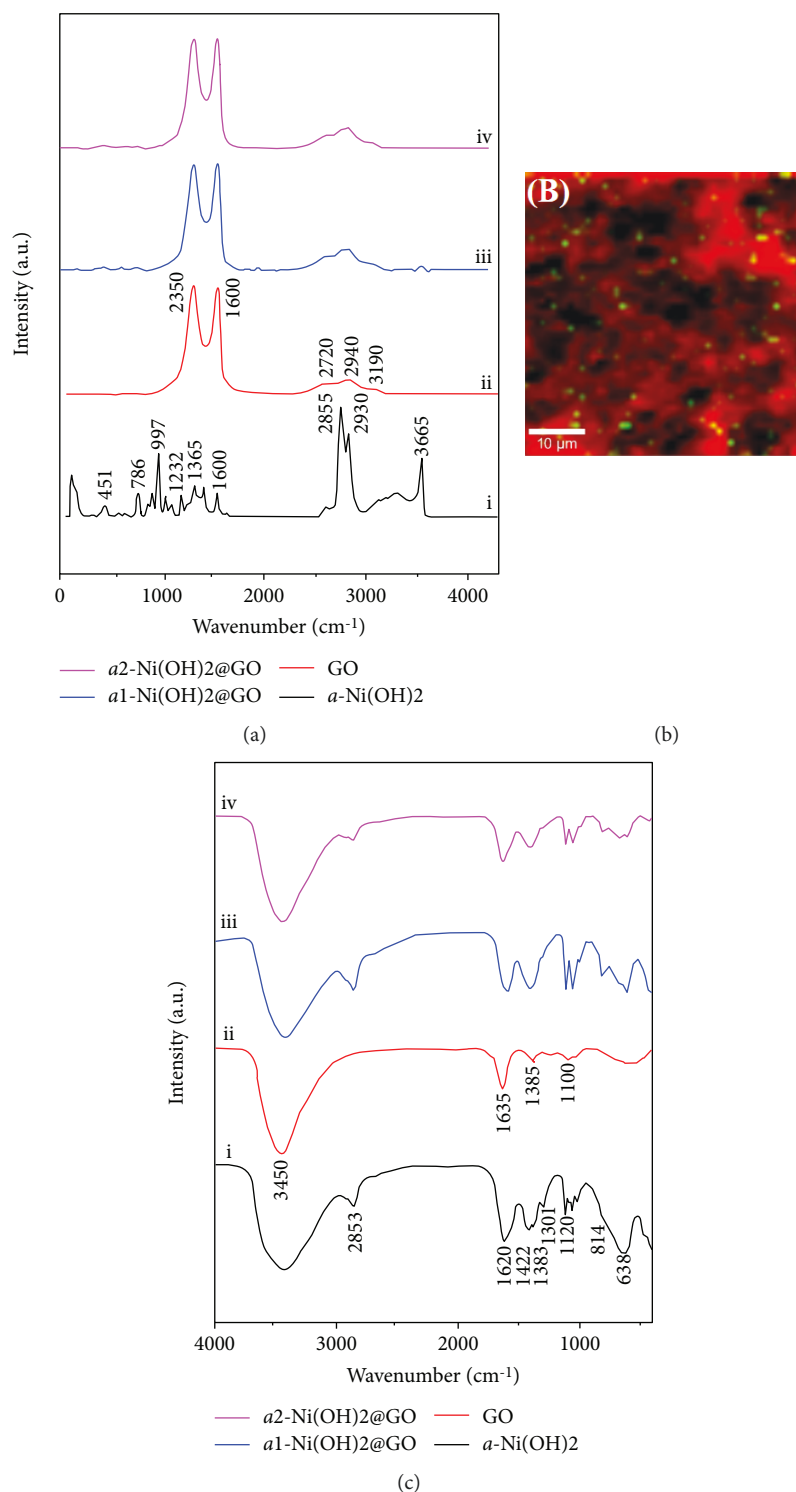 iv
iii
2350
1600
2720
2940
3190
ii
451
786
997
1232
1365
1600
2855
2930
3665
i
Intensity (a.u.)
0 1000 2000 3000 4000
Wavenumber (cm-1)
a2-Ni(OH)2@GO GO
a1-Ni(OH)2@GO a-Ni(OH)2
(a)
(B)
10 µm
(b)
iv
iii
ii
1635
1385
1100
3450
i
2853
1620
1422
1383
1301
1120
814
638
Intensity (a.u.)
4000 3000 2000 1000
Wavenumber (cm-1)
a2-Ni(OH)2@GO GO
a1-Ni(OH)2@GO a-Ni(OH)2
(c)